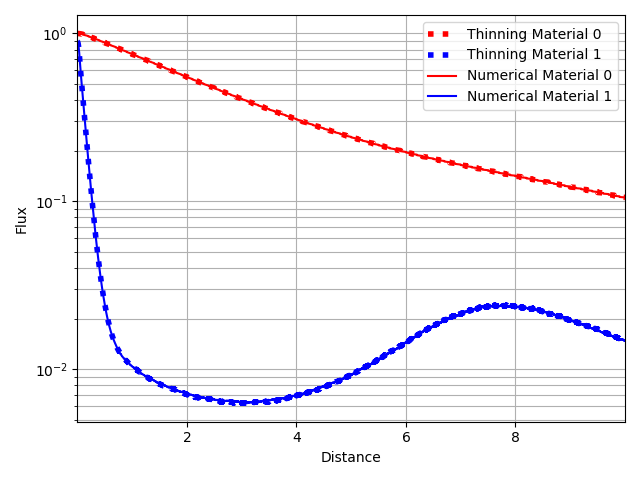 10⁰
10⁻¹
10⁻²
Flux
2 4 6 8
Distance
Thinning Material 0
Thinning Material 1
Numerical Material 0
Numerical Material 1